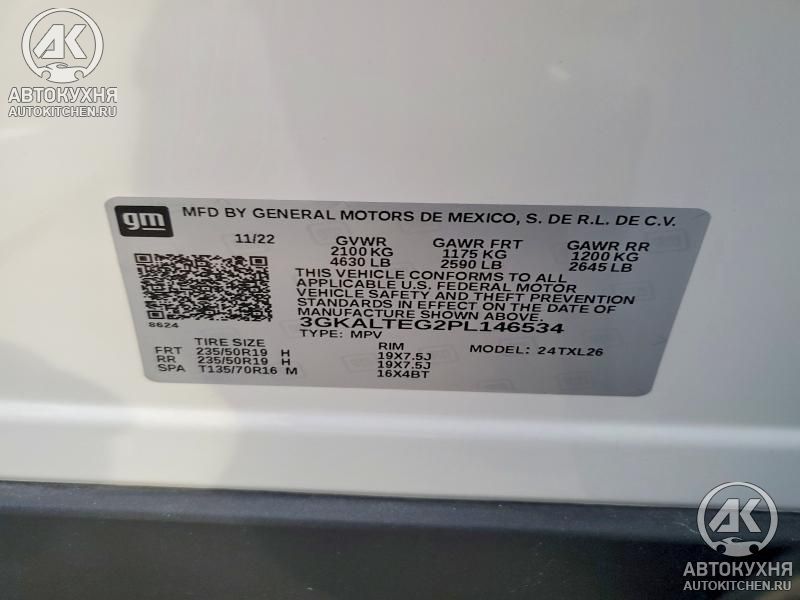 AK
АВТОКУХНЯ
AUTOKITCHEN.RU
gm MFD BY GENERAL MOTORS DE MEXICO, S. DE R.L. DE C.V.
11/22 GVWR GAWR FRT GAWR RR
2100 KG 1175 KG 1200 KG
4630 LB 2590 LB 2645 LB
THIS VEHICLE CONFORMS TO ALL
APPLICABLE U.S. FEDERAL MOTOR
VEHICLE SAFETY AND THEFT PREVENTION
STANDARDS IN EFFECT ON THE DATE OF
MANUFACTURE SHOWN ABOVE.
8624 3GKALTEG2PL146534
TYPE: MPV
TIRE SIZE RIM MODEL: 24TXL26
FRT 235/50R19 H 19X7.5J
RR 235/50R19 H 19X7.5J
SPA T135/70R16 M 16X4BT
AK
АВТОКУХНЯ
AUTOKITCHEN.RU